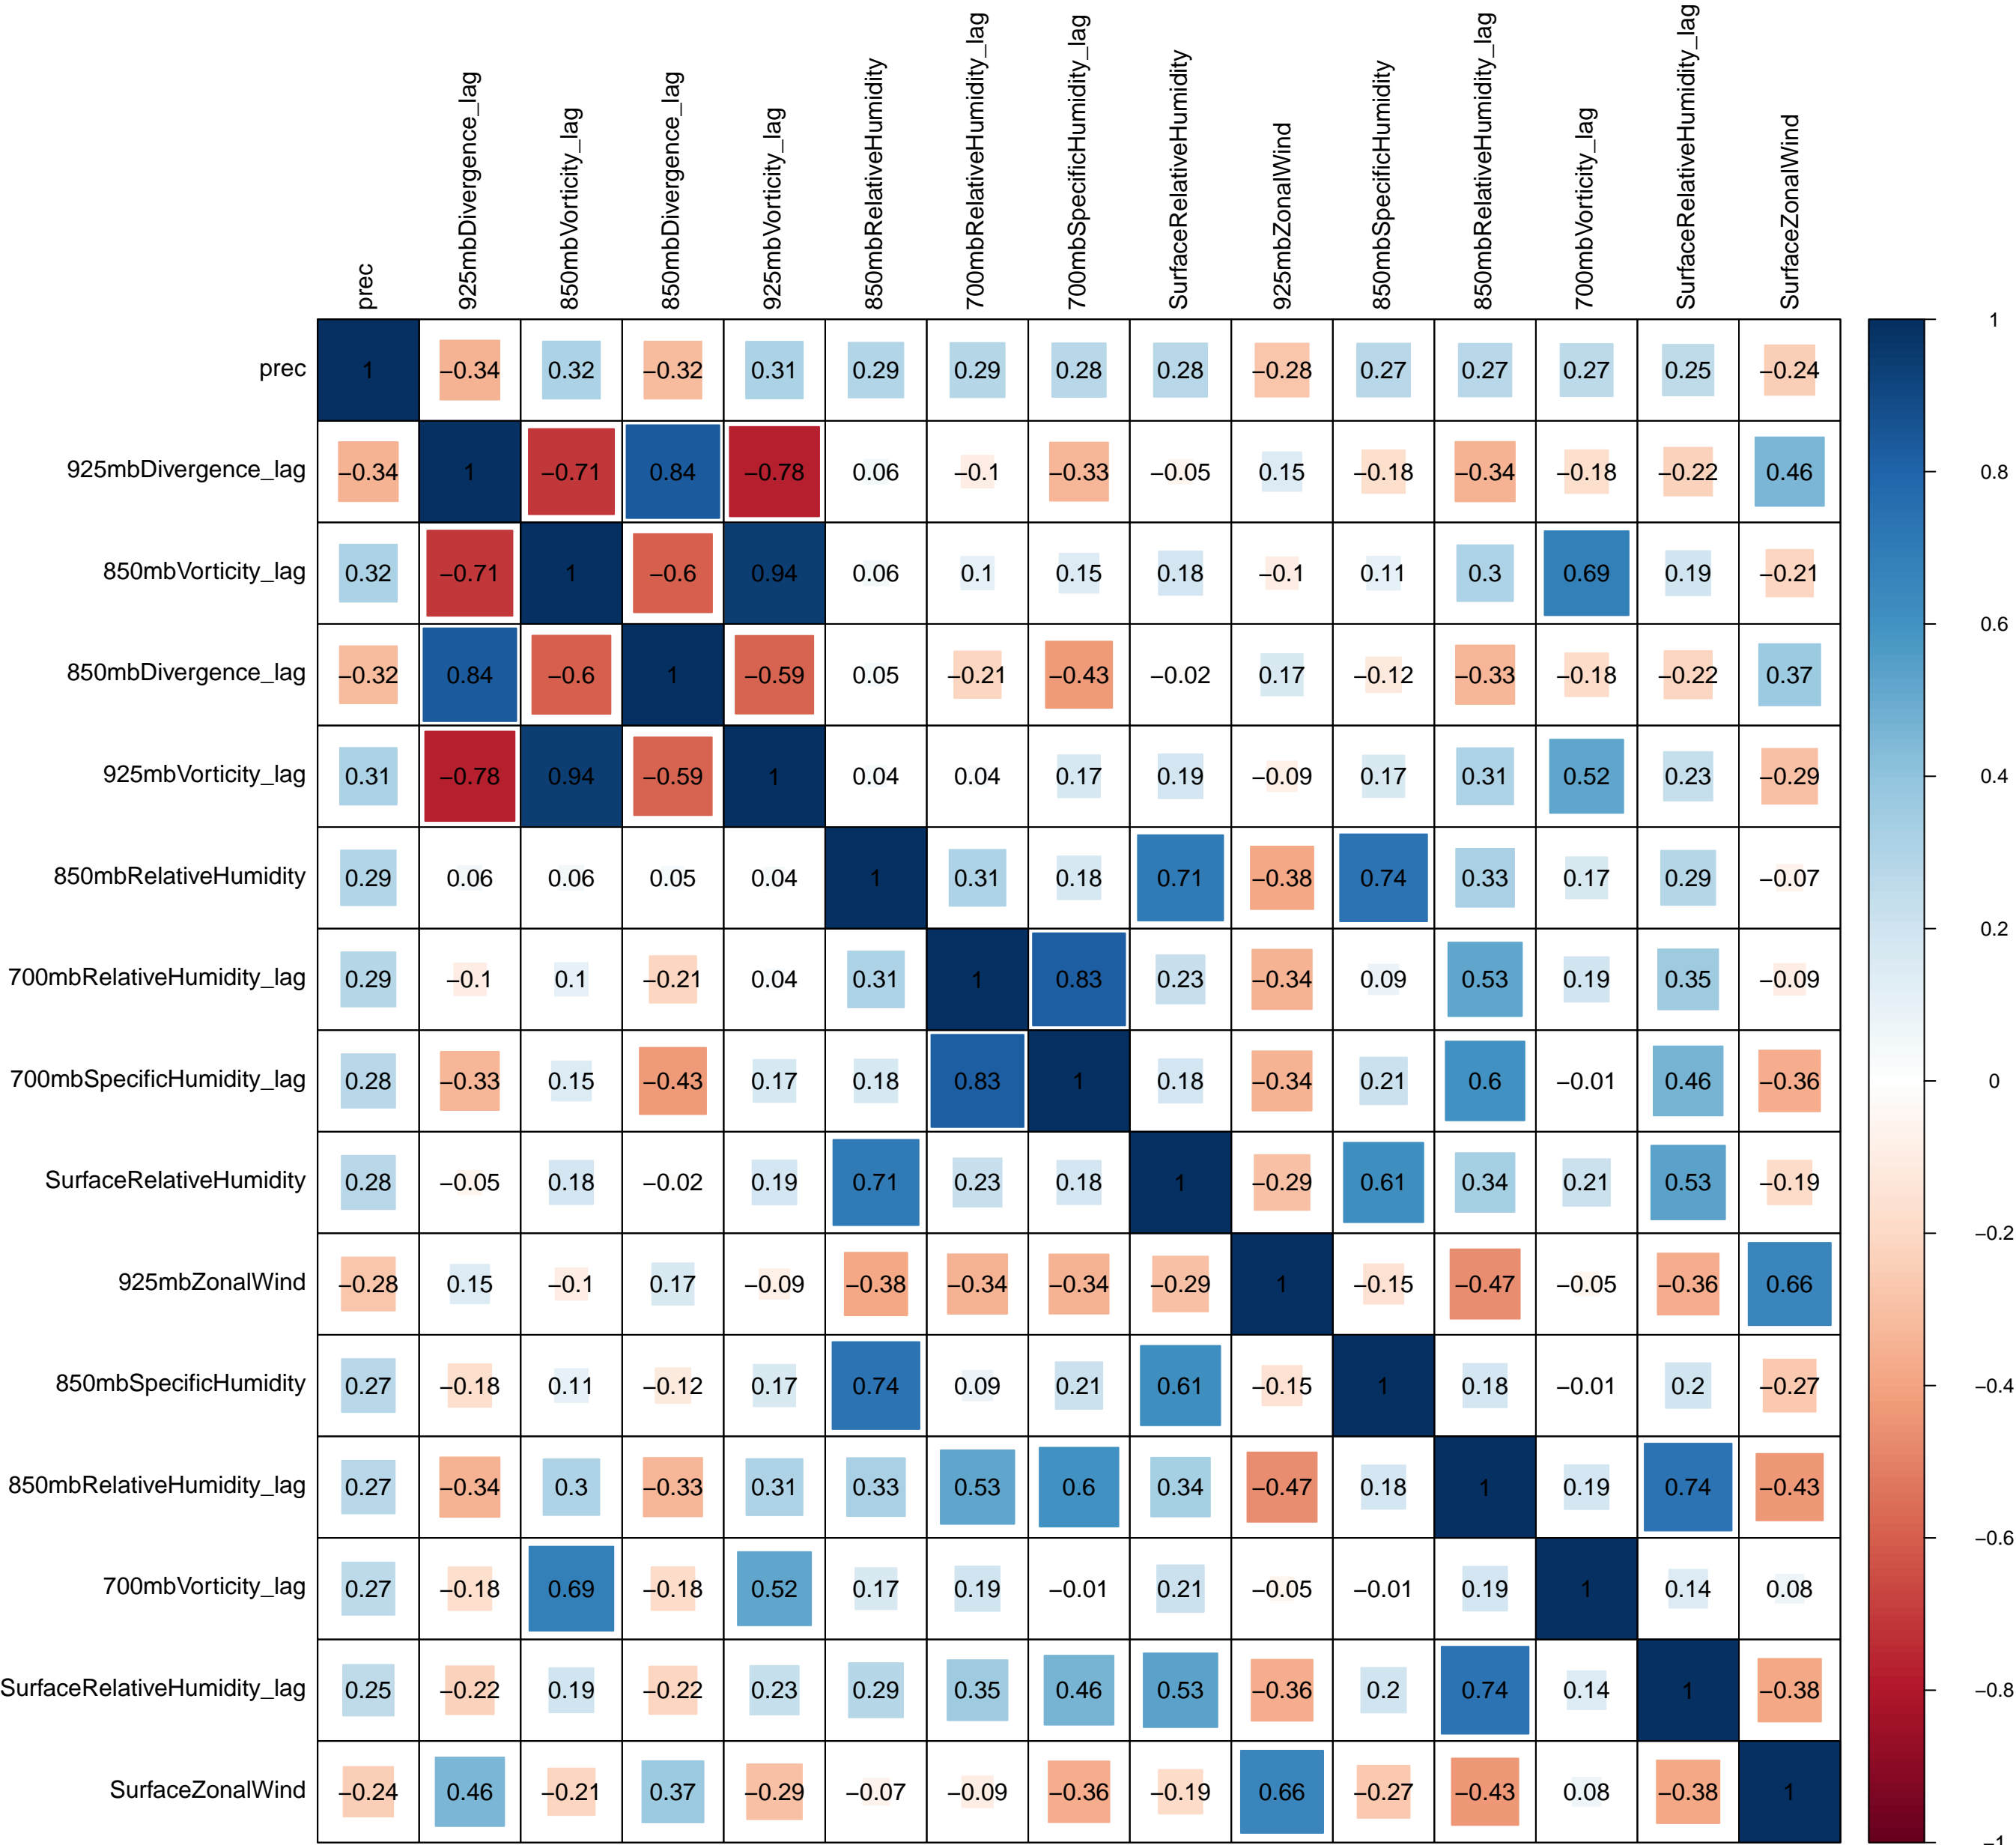 prec 925mbDivergence_lag 850mbVorticity_lag 850mbDivergence_lag 925mbVorticity_lag 850mbRelativeHumidity 700mbRelativeHumidity_lag 700mbSpecificHumidity_lag SurfaceRelativeHumidity 925mbZonalWind 850mbSpecificHumidity 850mbRelativeHumidity_lag 700mbVorticity_lag SurfaceRelativeHumidity_lag SurfaceZonalWind
prec 1 −0.34 0.32 −0.32 0.31 0.29 0.29 0.28 0.28 −0.28 0.27 0.27 0.27 0.25 −0.24
925mbDivergence_lag −0.34 1 −0.71 0.84 −0.78 0.06 −0.1 −0.33 −0.05 0.15 −0.18 −0.34 −0.18 −0.22 0.46
850mbVorticity_lag 0.32 −0.71 1 −0.6 0.94 0.06 0.1 0.15 0.18 −0.1 0.11 0.3 0.69 0.19 −0.21
850mbDivergence_lag −0.32 0.84 −0.6 1 −0.59 0.05 −0.21 −0.43 −0.02 0.17 −0.12 −0.33 −0.18 −0.22 0.37
925mbVorticity_lag 0.31 −0.78 0.94 −0.59 1 0.04 0.04 0.17 0.19 −0.09 0.17 0.31 0.52 0.23 −0.29
850mbRelativeHumidity 0.29 0.06 0.06 0.05 0.04 1 0.31 0.18 0.71 −0.38 0.74 0.33 0.17 0.29 −0.07
700mbRelativeHumidity_lag 0.29 −0.1 0.1 −0.21 0.04 0.31 1 0.83 0.23 −0.34 0.09 0.53 0.19 0.35 −0.09
700mbSpecificHumidity_lag 0.28 −0.33 0.15 −0.43 0.17 0.18 0.83 1 0.18 −0.34 0.21 0.6 −0.01 0.46 −0.36
SurfaceRelativeHumidity 0.28 −0.05 0.18 −0.02 0.19 0.71 0.23 0.18 1 −0.29 0.61 0.34 0.21 0.53 −0.19
925mbZonalWind −0.28 0.15 −0.1 0.17 −0.09 −0.38 −0.34 −0.34 −0.29 1 −0.15 −0.47 −0.05 −0.36 0.66
850mbSpecificHumidity 0.27 −0.18 0.11 −0.12 0.17 0.74 0.09 0.21 0.61 −0.15 1 0.18 −0.01 0.2 −0.27
850mbRelativeHumidity_lag 0.27 −0.34 0.3 −0.33 0.31 0.33 0.53 0.6 0.34 −0.47 0.18 1 0.19 0.74 −0.43
700mbVorticity_lag 0.27 −0.18 0.69 −0.18 0.52 0.17 0.19 −0.01 0.21 −0.05 −0.01 0.19 1 0.14 0.08
SurfaceRelativeHumidity_lag 0.25 −0.22 0.19 −0.22 0.23 0.29 0.35 0.46 0.53 −0.36 0.2 0.74 0.14 1 −0.38
SurfaceZonalWind −0.24 0.46 −0.21 0.37 −0.29 −0.07 −0.09 −0.36 −0.19 0.66 −0.27 −0.43 0.08 −0.38 1
1
0.8
0.6
0.4
0.2
0
−0.2
−0.4
−0.6
−0.8
−1